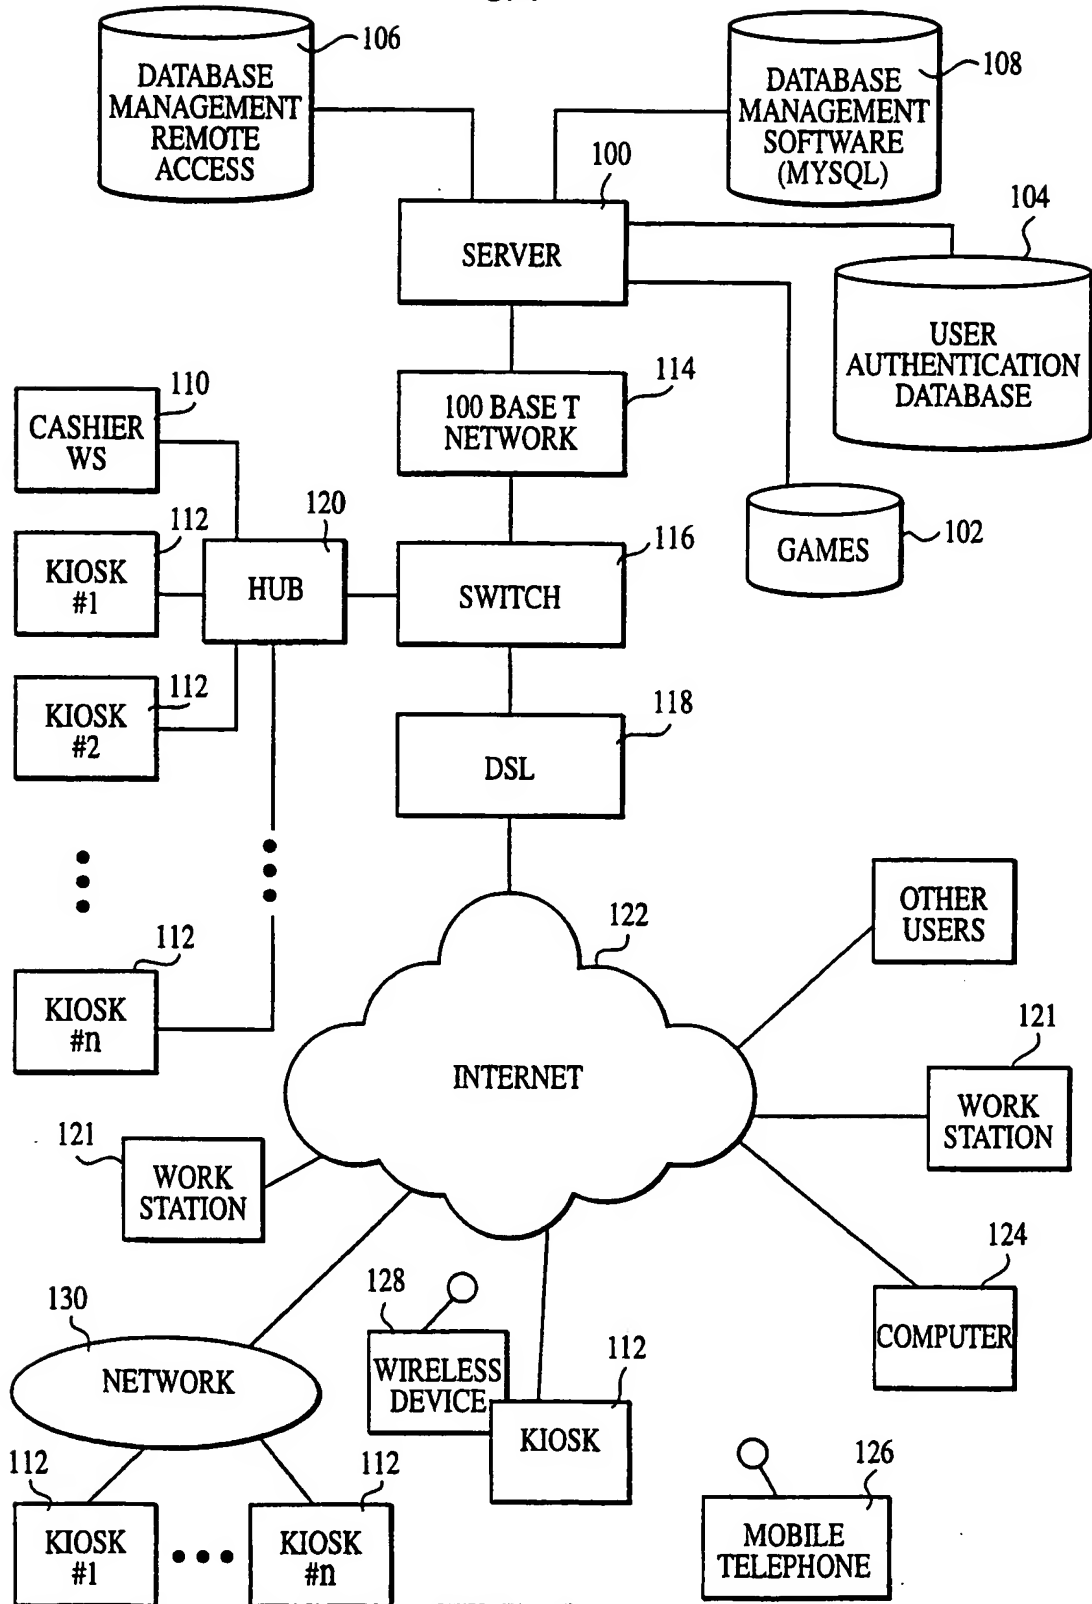 106
DATABASE
MANAGEMENT
REMOTE
ACCESS
108
DATABASE
MANAGEMENT
SOFTWARE
(MYSQL)
100
SERVER
104
USER
AUTHENTICATION
DATABASE
110
CASHIER
WS
114
100 BASE T
NETWORK
102
GAMES
112
KIOSK
#1
120
HUB
116
SWITCH
112
KIOSK
#2
118
DSL
112
KIOSK
#n
122
INTERNET
OTHER
USERS
121
WORK
STATION
121
WORK
STATION
124
COMPUTER
130
NETWORK
128
WIRELESS
DEVICE
112
KIOSK
112
KIOSK
#1
112
KIOSK
#n
126
MOBILE
TELEPHONE